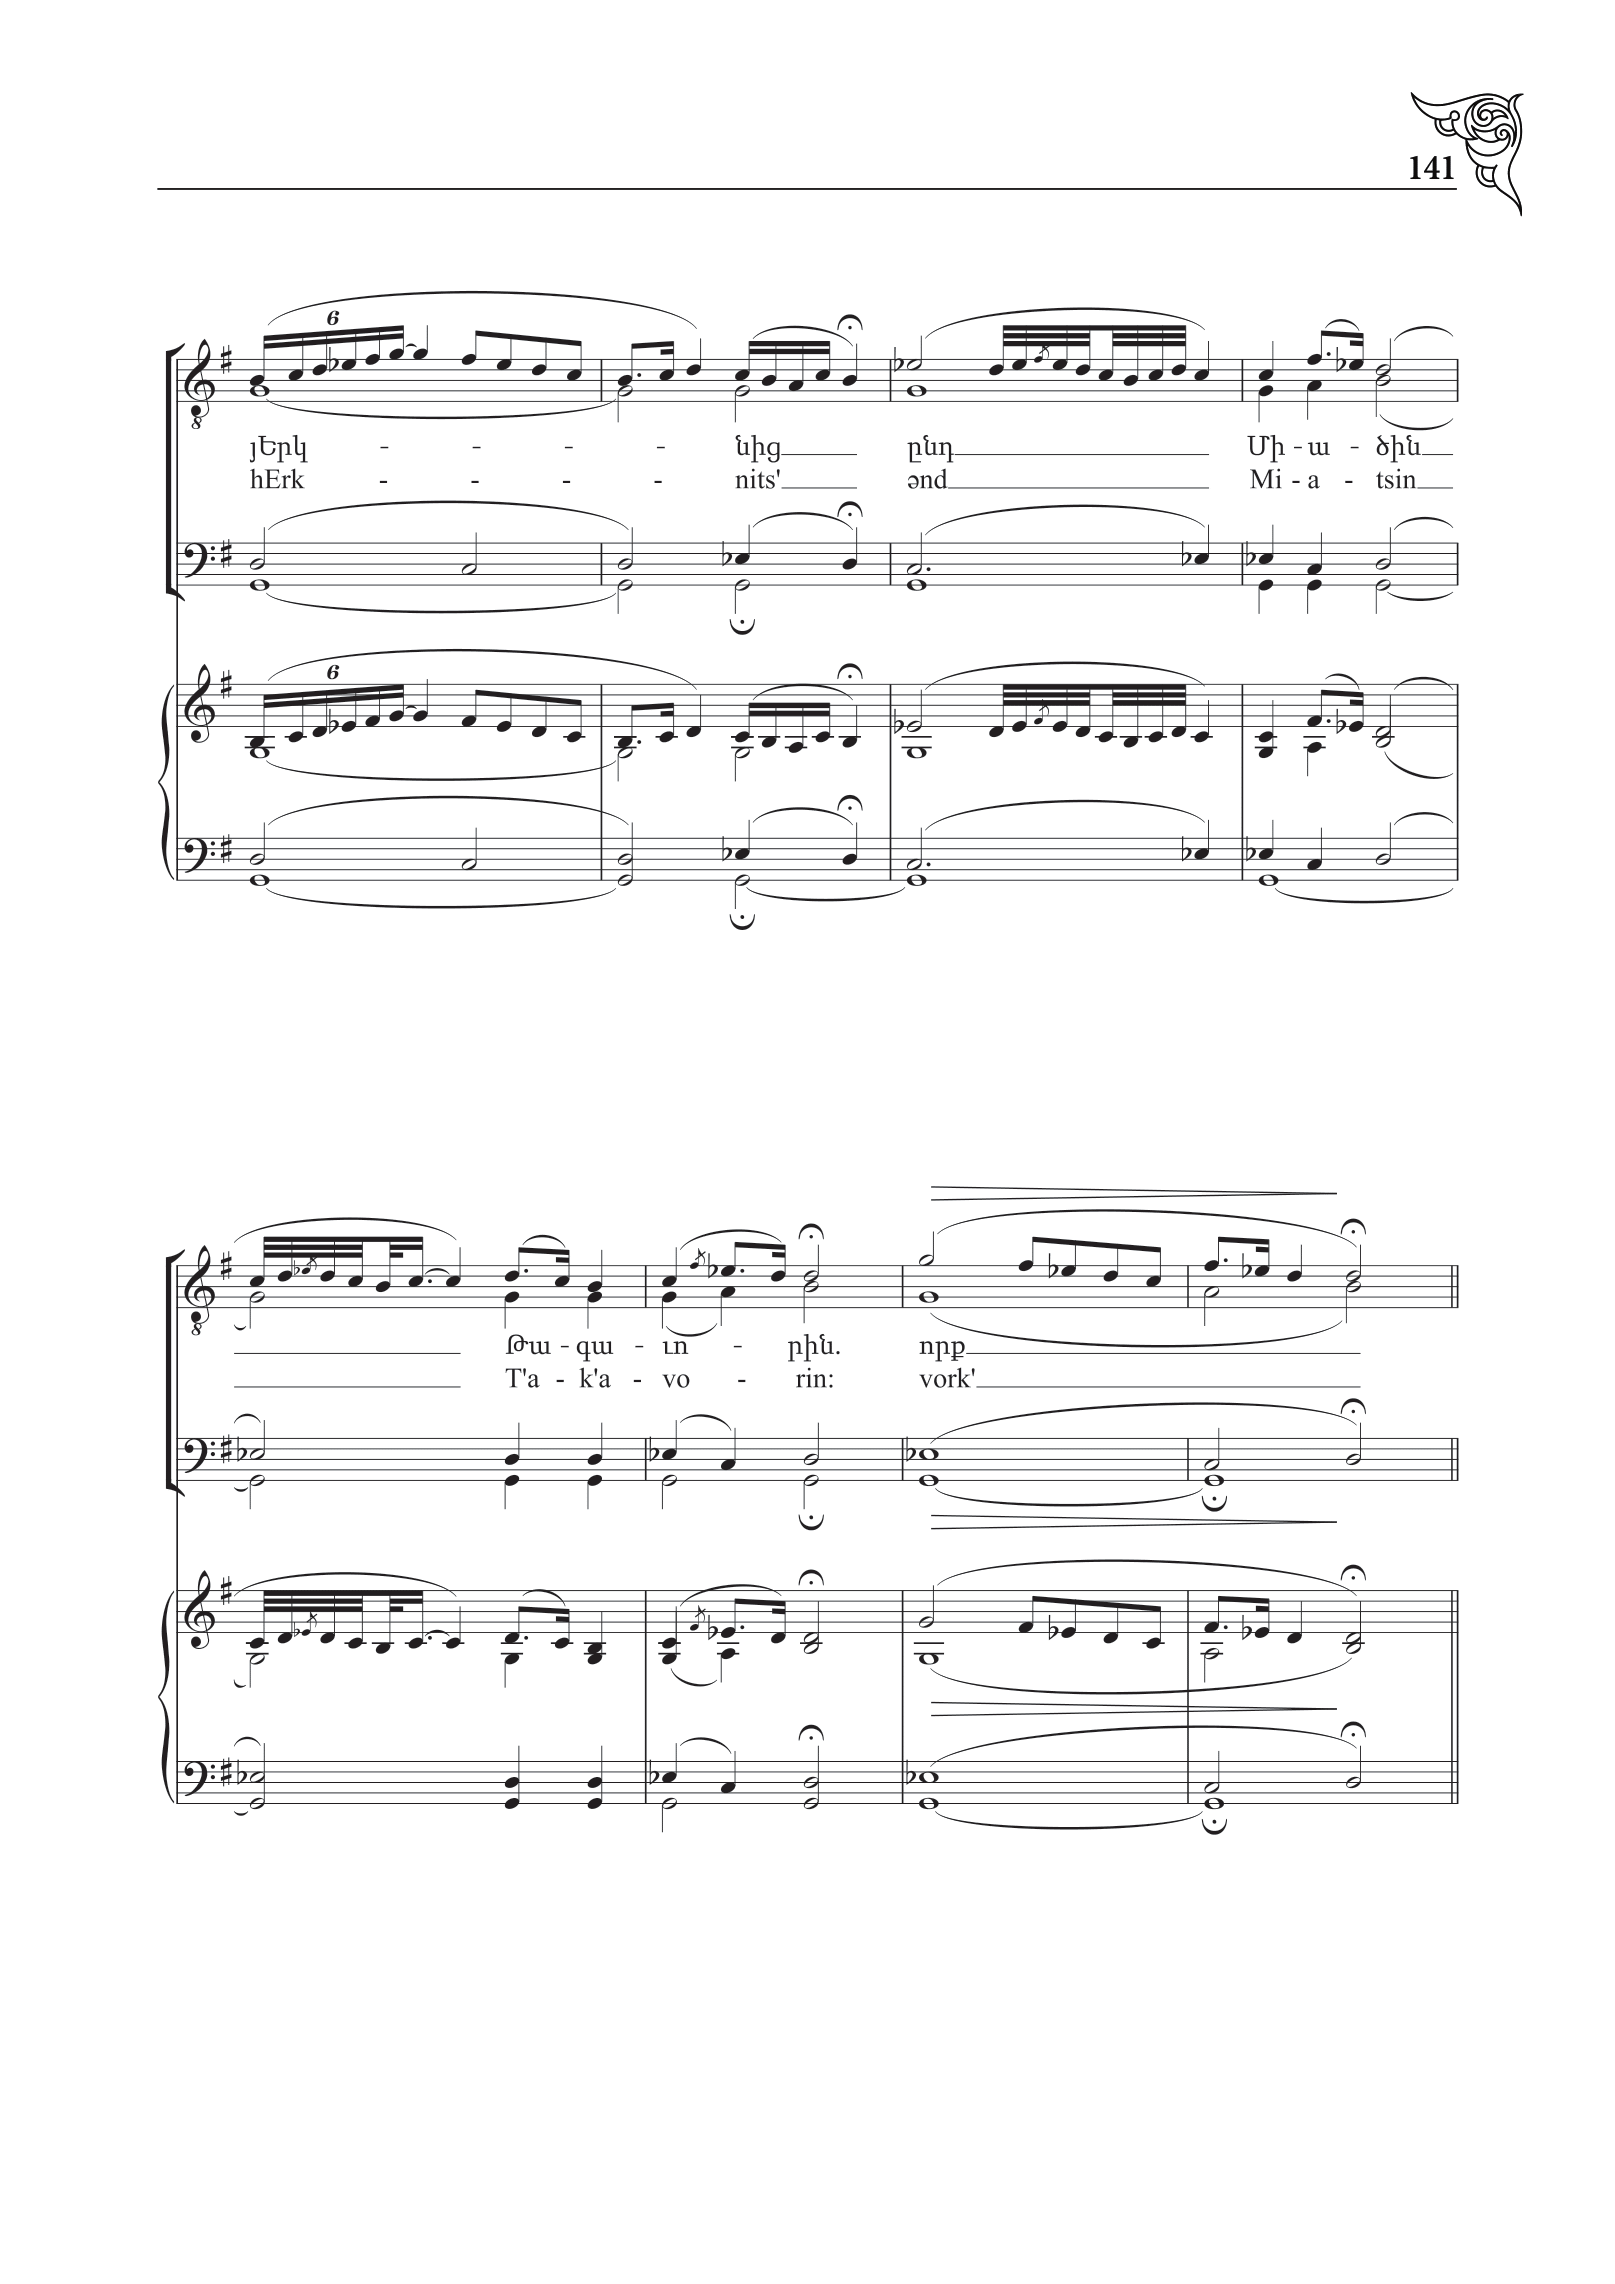 141
6
յԵրկ - - - - նից ընդ Մի - ա - ծին
hErk - - - - nits' ənd Mi - a - tsin
6
Թա - գա - ւո - րին. որք
T'a - k'a - vo - rin: vork'